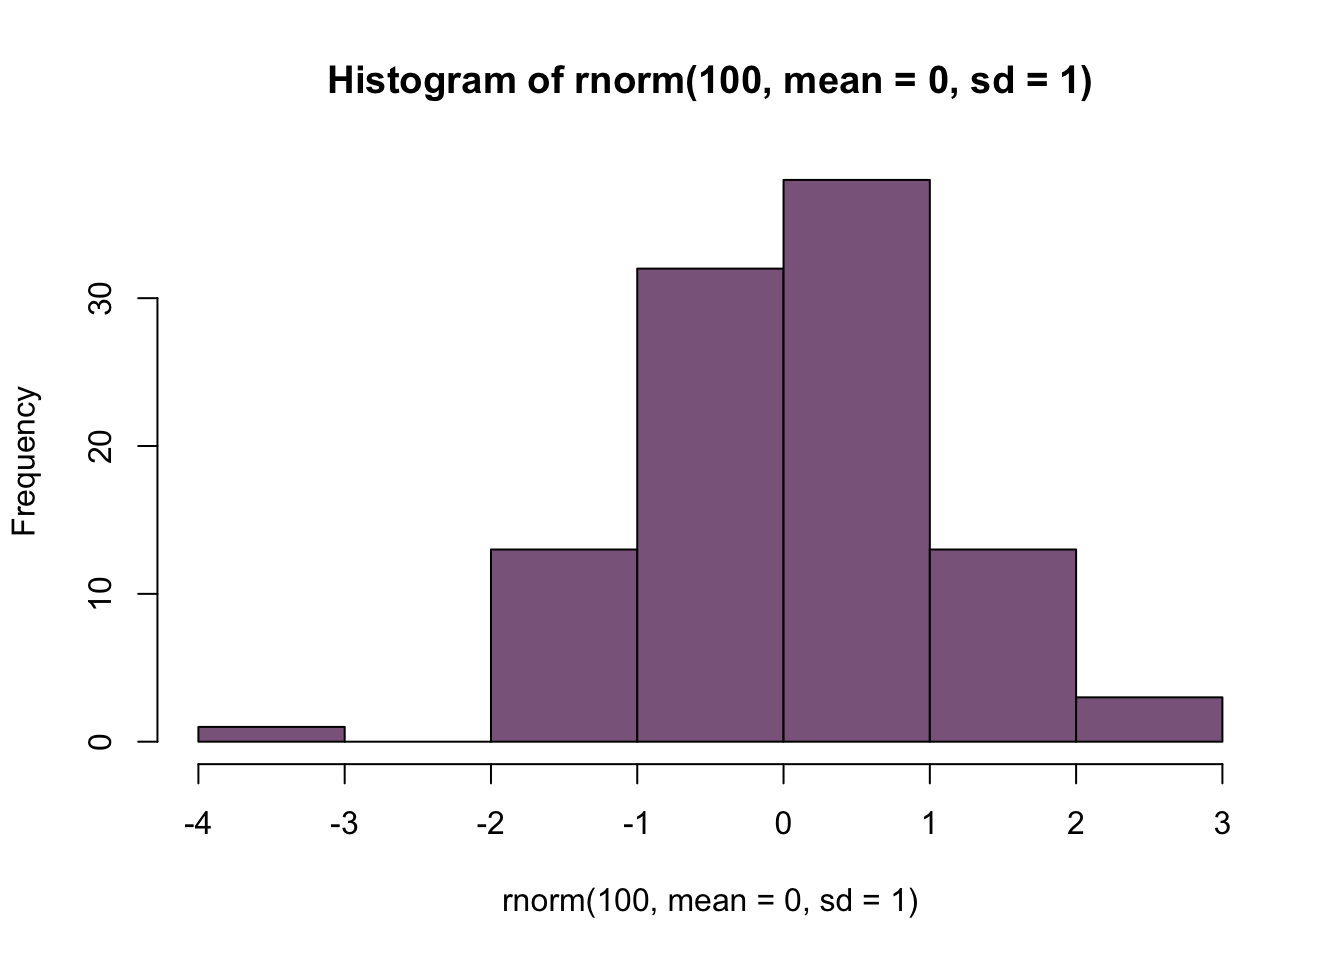 Histogram of rnorm(100, mean = 0, sd = 1)
Frequency
30
20
10
0
-4 -3 -2 -1 0 1 2 3
rnorm(100, mean = 0, sd = 1)